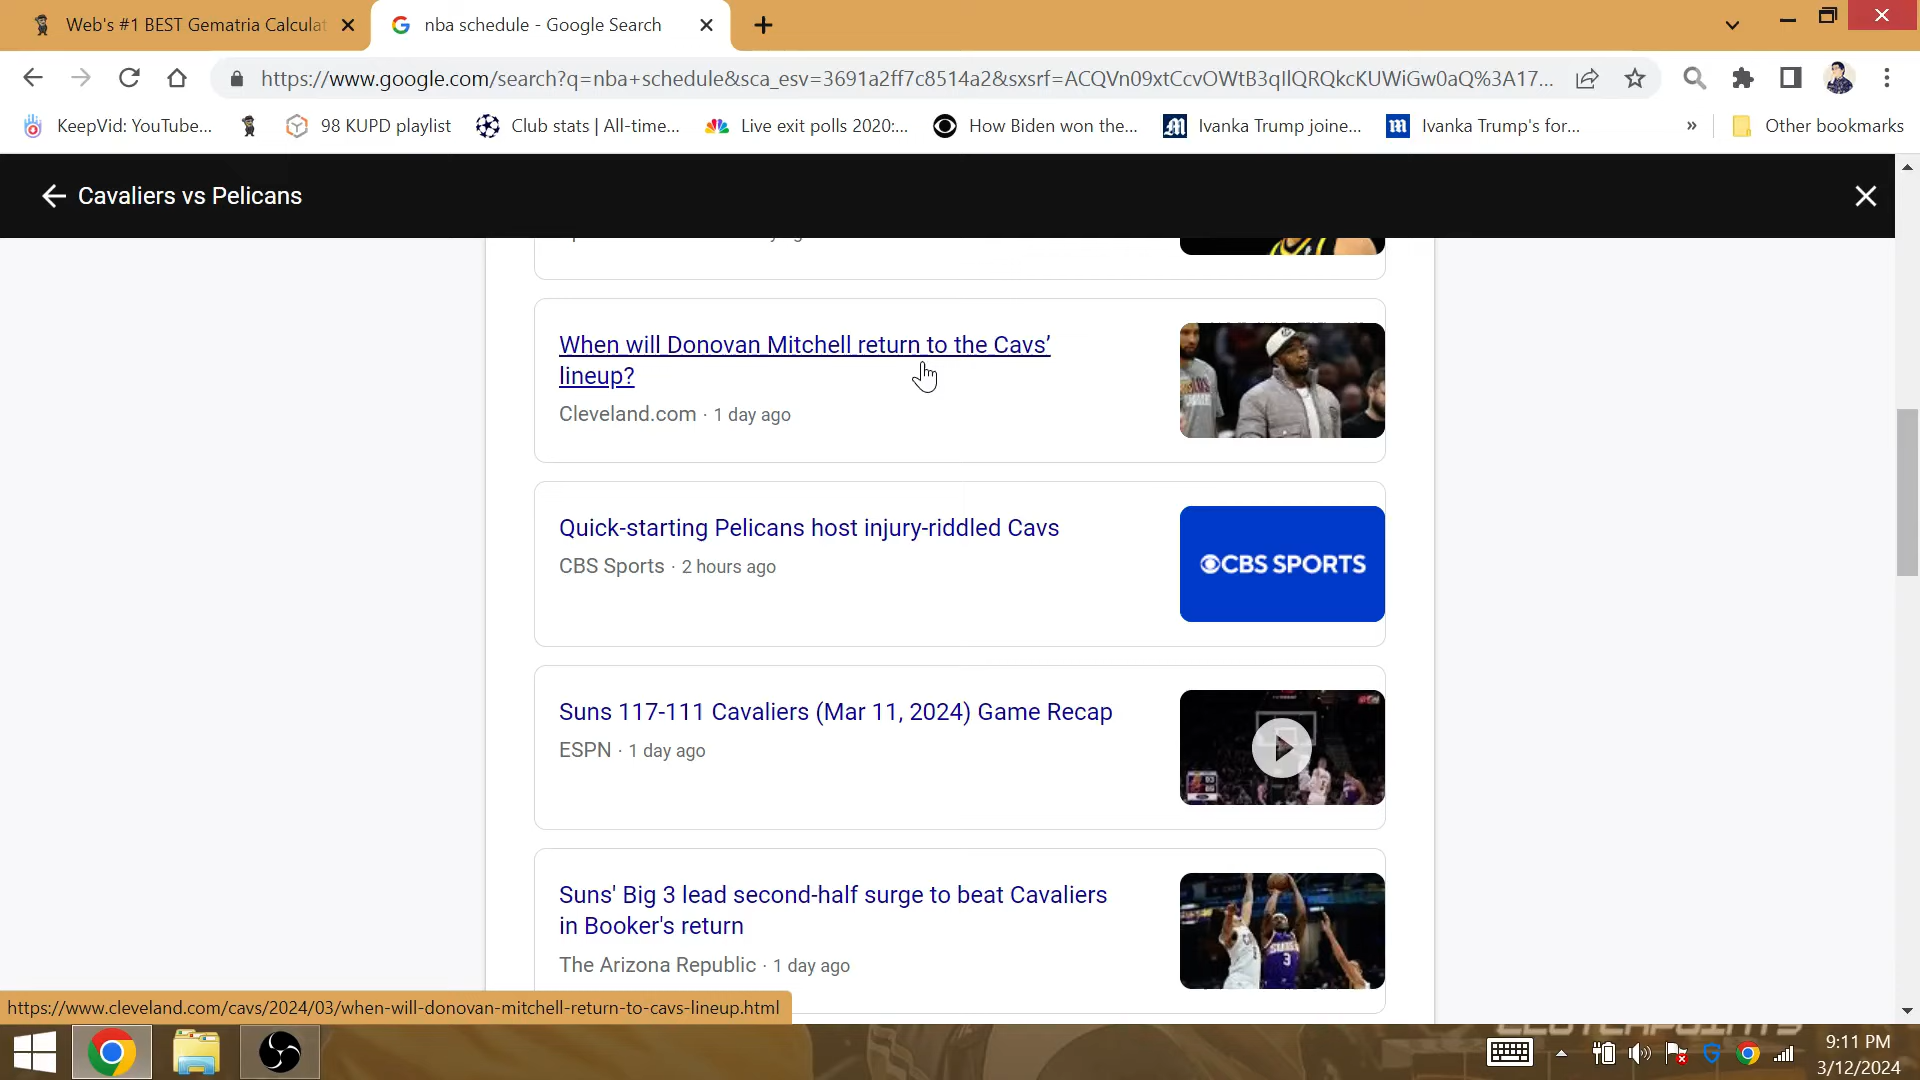 Web's #1 BEST Gematria Calculat
nba schedule - Google Search
https://www.google.com/search?q=nba+schedule&sca_esv=3691a2ff7c8514a2&sxsrf=ACQVn09xtCcvOWtB3qIlQRQkcKUWiGw0aQ%3A17...
KeepVid: YouTube...
98 KUPD playlist
Club stats | All-time...
Live exit polls 2020:...
How Biden won the...
Ivanka Trump joine...
Ivanka Trump's for...
»
Other bookmarks
Cavaliers vs Pelicans
When will Donovan Mitchell return to the Cavs’
lineup?
Cleveland.com · 1 day ago
Quick-starting Pelicans host injury-riddled Cavs
CBS Sports · 2 hours ago
CBS SPORTS
Suns 117-111 Cavaliers (Mar 11, 2024) Game Recap
ESPN · 1 day ago
Suns' Big 3 lead second-half surge to beat Cavaliers
in Booker's return
The Arizona Republic · 1 day ago
https://www.cleveland.com/cavs/2024/03/when-will-donovan-mitchell-return-to-cavs-lineup.html
CLUTCHPOINTS
9:11 PM
3/12/2024